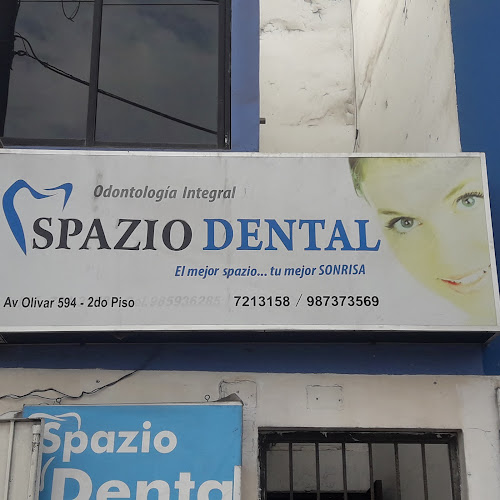 Odontología Integral
SPAZIO DENTAL
El mejor spazio... tu mejor SONRISA
Av Olivar 594 - 2do Piso 7213158 / 987373569
Spazio
Dental